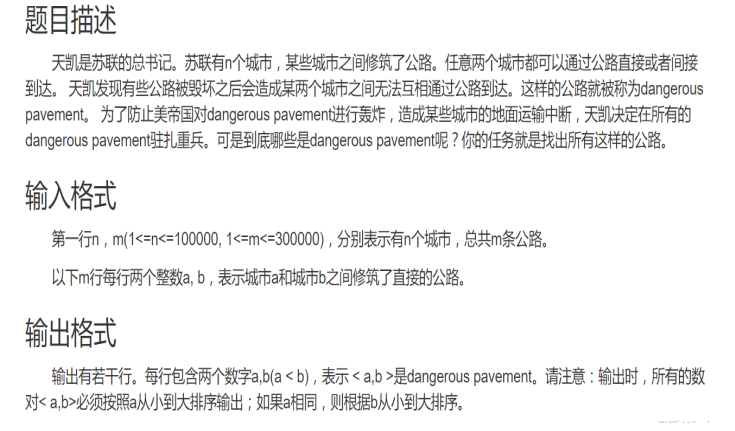 题目描述
天凯是苏联的总书记。苏联有n个城市，某些城市之间修筑了公路。任意两个城市都可以通过公路直接或者间接
到达。 天凯发现有些公路被毁坏之后会造成某两个城市之间无法互相通过公路到达。这样的公路就被称为dangerous
pavement。 为了防止美帝国对dangerous pavement进行轰炸，造成某些城市的地面运输中断，天凯决定在所有的
dangerous pavement驻扎重兵。可是到底哪些是dangerous pavement呢？你的任务就是找出所有这样的公路。
输入格式
第一行n，m(1<=n<=100000, 1<=m<=300000)，分别表示有n个城市，总共m条公路。
以下m行每行两个整数a, b，表示城市a和城市b之间修筑了直接的公路。
输出格式
输出有若干行。每行包含两个数字a,b(a < b)，表示 < a,b >是dangerous pavement。请注意：输出时，所有的数
对< a,b>必须按照a从小到大排序输出；如果a相同，则根据b从小到大排序。